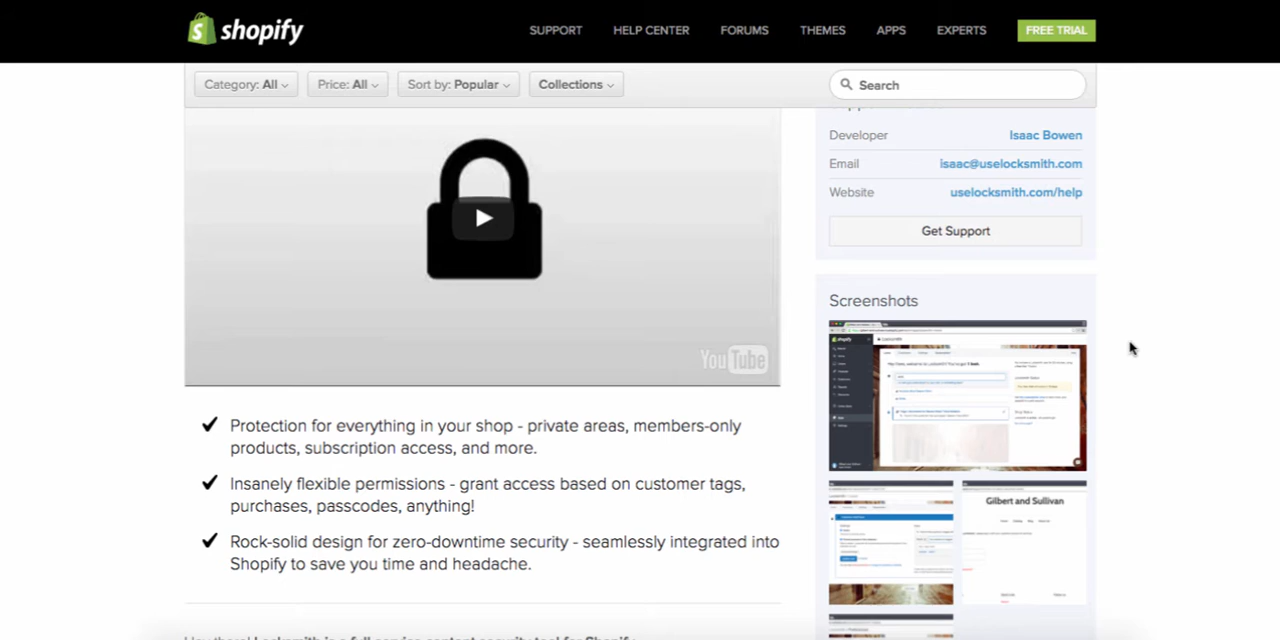 shopify
SUPPORT HELP CENTER FORUMS THEMES APPS EXPERTS FREE TRIAL
Category: All Price: All Sort by: Popular Collections Search
Developer Isaac Bowen
Email isaac@uselocksmith.com
Website uselocksmith.com/help
Get Support
YouTube
Screenshots
Gilbert and Sullivan
Protection for everything in your shop - private areas, members-only
products, subscription access, and more.
Insanely flexible permissions - grant access based on customer tags,
purchases, passcodes, anything!
Rock-solid design for zero-downtime security - seamlessly integrated into
Shopify to save you time and headache.